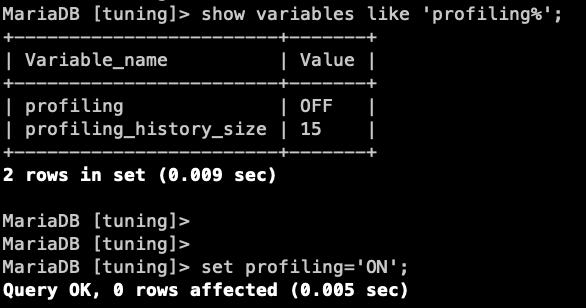 MariaDB [tuning]> show variables like 'profiling%';
+------------------------+-------+
| Variable_name          | Value |
+------------------------+-------+
| profiling              | OFF   |
| profiling_history_size | 15    |
+------------------------+-------+
2 rows in set (0.009 sec)
MariaDB [tuning]>
MariaDB [tuning]>
MariaDB [tuning]> set profiling='ON';
Query OK, 0 rows affected (0.005 sec)